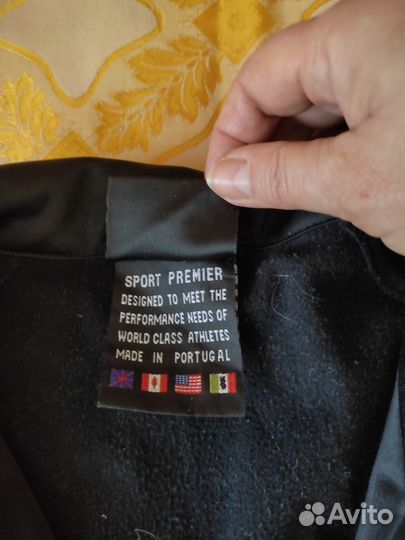 SPORT PREMIER
DESIGNED TO MEET THE
PERFORMANCE NEEDS OF
WORLD CLASS ATHLETES
MADE IN PORTUGAL
Avito